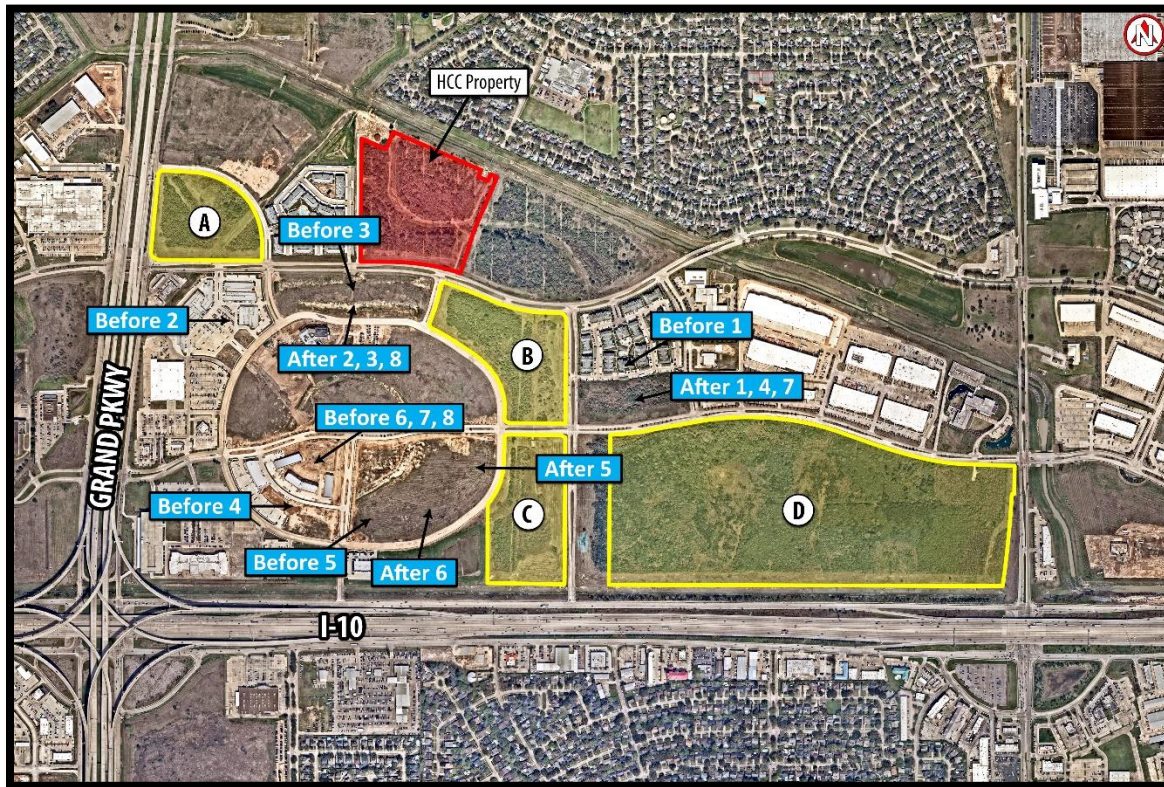 N
HCC Property
A
Before 3
Before 2
Before 1
After 2, 3, 8
B
After 1, 4, 7
Before 6, 7, 8
GRAND PKWY
After 5
Before 4
C
D
Before 5
After 6
I-10